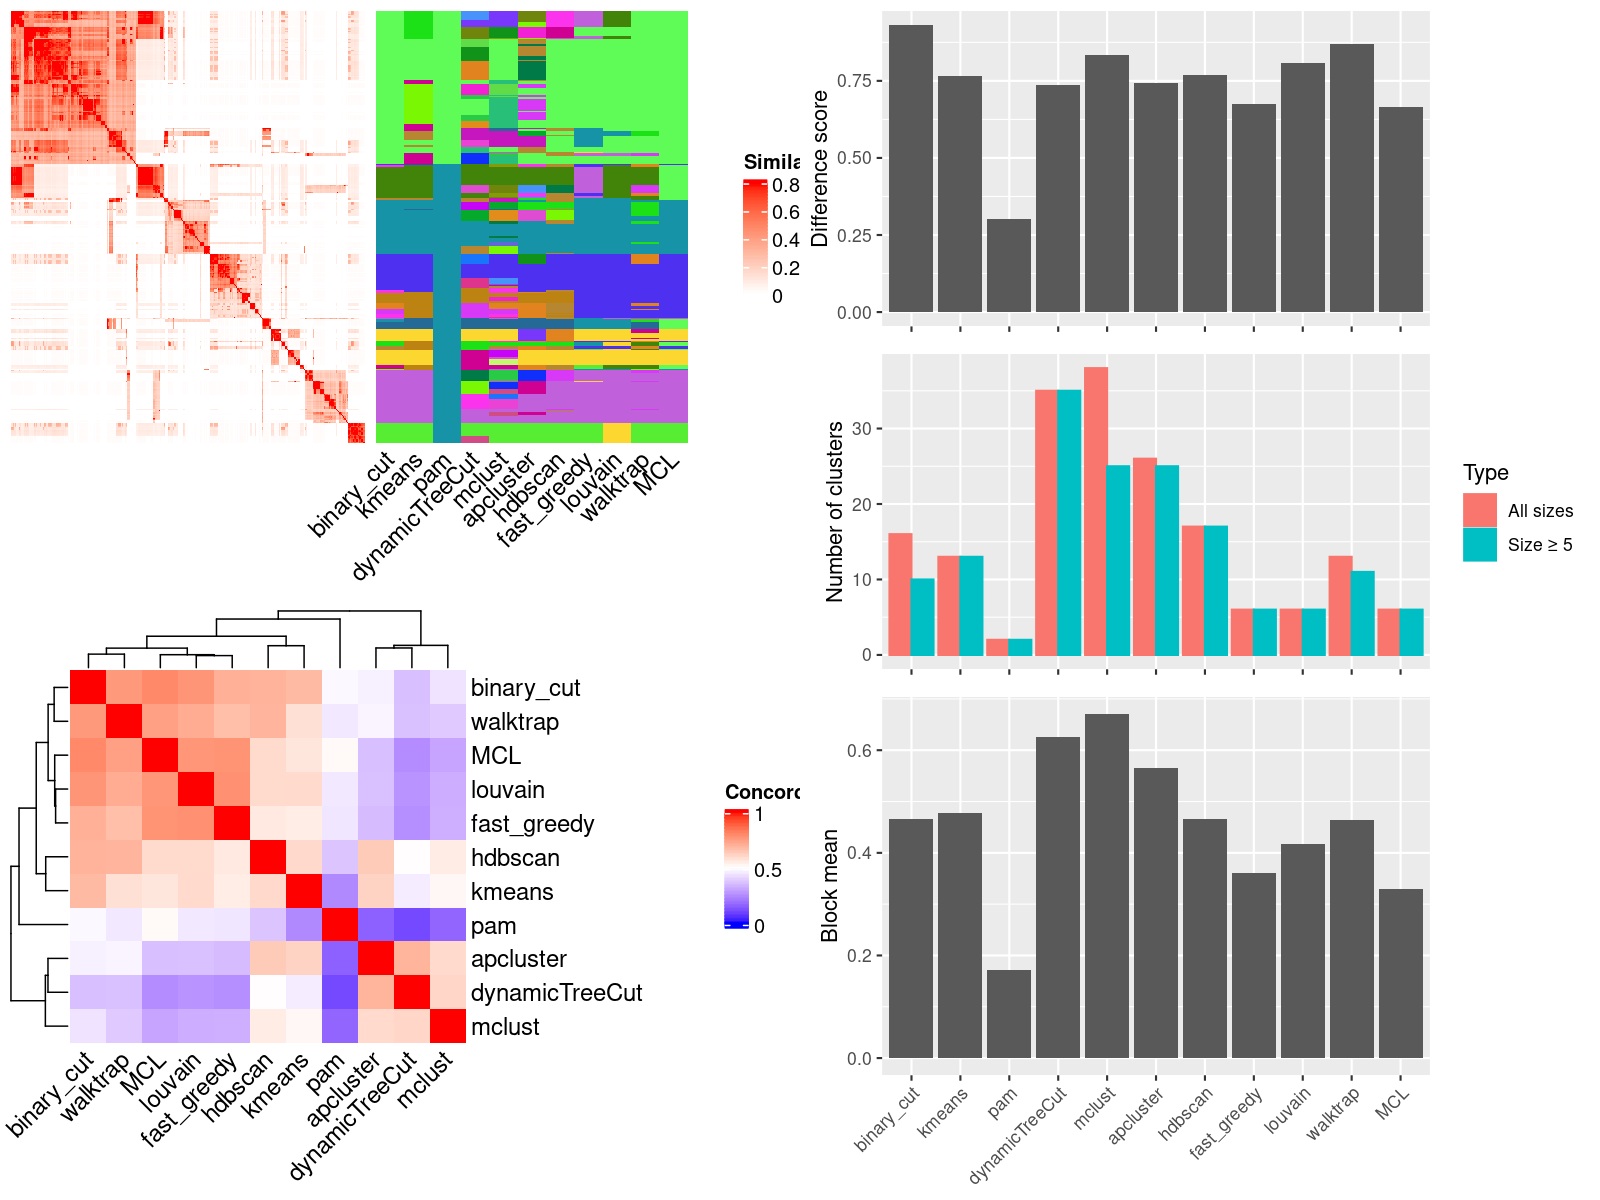 Simila
0.8
0.6
0.4
0.2
0
binary_cut
kmeans
pam
dynamicTreeCut
mclust
apcluster
hdbscan
fast_greedy
louvain
walktrap
MCL
binary_cut
walktrap
MCL
louvain
fast_greedy
hdbscan
kmeans
pam
apcluster
dynamicTreeCut
mclust
Concord
1
0.5
0
binary_cut
walktrap
MCL
louvain
fast_greedy
hdbscan
kmeans
pam
apcluster
dynamicTreeCut
mclust
Difference score
0.75
0.50
0.25
0.00
Number of clusters
30
20
10
0
Type
All sizes
Size ≥ 5
Block mean
0.6
0.4
0.2
0.0
binary_cut
kmeans
pam
dynamicTreeCut
mclust
apcluster
hdbscan
fast_greedy
louvain
walktrap
MCL